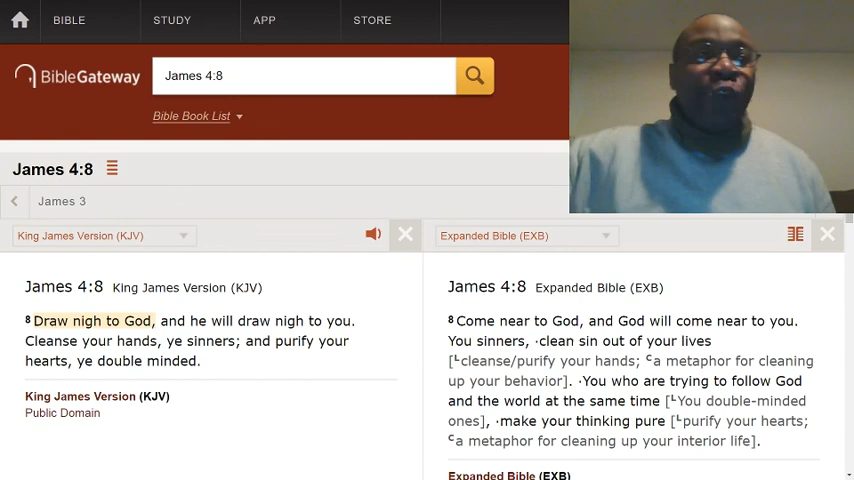 BIBLE STUDY APP STORE
BibleGateway
James 4:8
Bible Book List
James 4:8
James 3
King James Version (KJV)
James 4:8 King James Version (KJV)
8 Draw nigh to God, and he will draw nigh to you.
Cleanse your hands, ye sinners; and purify your
hearts, ye double minded.
King James Version (KJV)
Public Domain
Expanded Bible (EXB)
James 4:8 Expanded Bible (EXB)
8 Come near to God, and God will come near to you.
You sinners, ·clean sin out of your lives
[L cleanse/purify your hands; C a metaphor for cleaning
up your behavior]. ·You who are trying to follow God
and the world at the same time [L You double-minded
ones], ·make your thinking pure [L purify your hearts;
C a metaphor for cleaning up your interior life].
Expanded Bible (EXB)